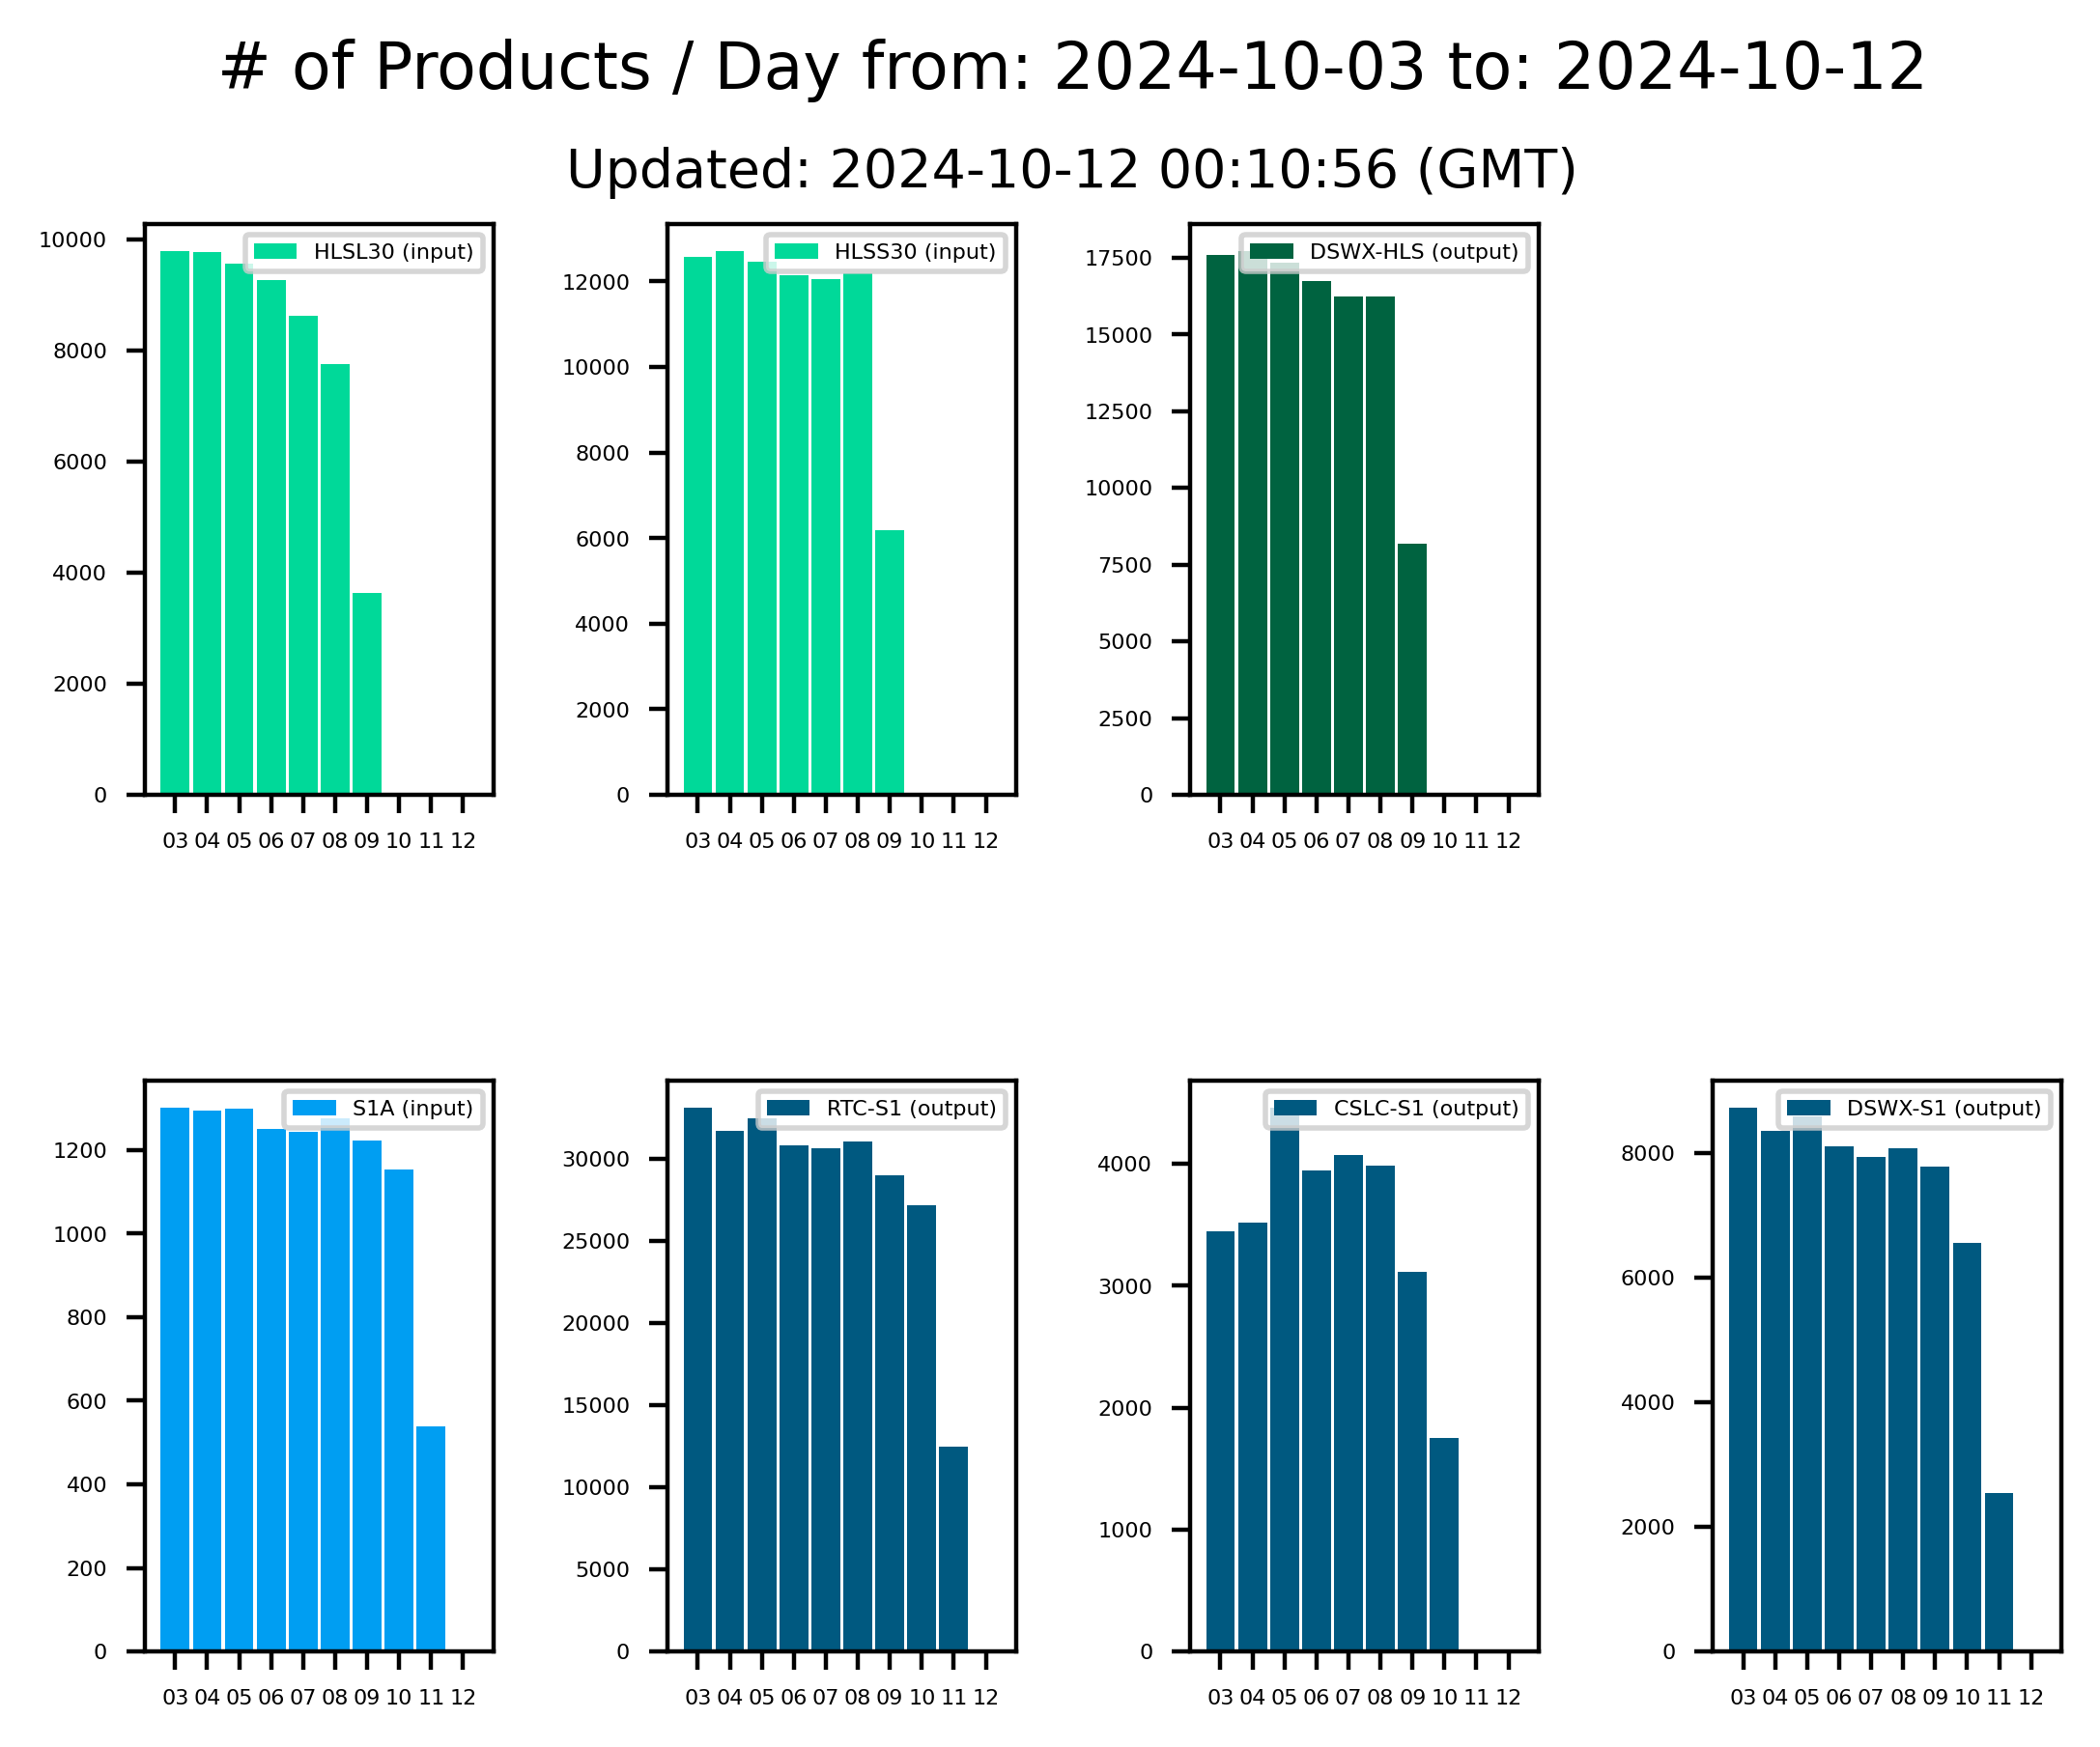 # of Products / Day from: 2024-10-03 to: 2024-10-12
Updated: 2024-10-12 00:10:56 (GMT)
HLSL30 (input)
10000
8000
6000
4000
2000
0
03 04 05 06 07 08 09 10 11 12
HLSS30 (input)
12000
10000
8000
6000
4000
2000
0
03 04 05 06 07 08 09 10 11 12
DSWX-HLS (output)
17500
15000
12500
10000
7500
5000
2500
0
03 04 05 06 07 08 09 10 11 12
S1A (input)
1200
1000
800
600
400
200
0
03 04 05 06 07 08 09 10 11 12
RTC-S1 (output)
30000
25000
20000
15000
10000
5000
0
03 04 05 06 07 08 09 10 11 12
CSLC-S1 (output)
4000
3000
2000
1000
0
03 04 05 06 07 08 09 10 11 12
DSWX-S1 (output)
8000
6000
4000
2000
0
03 04 05 06 07 08 09 10 11 12